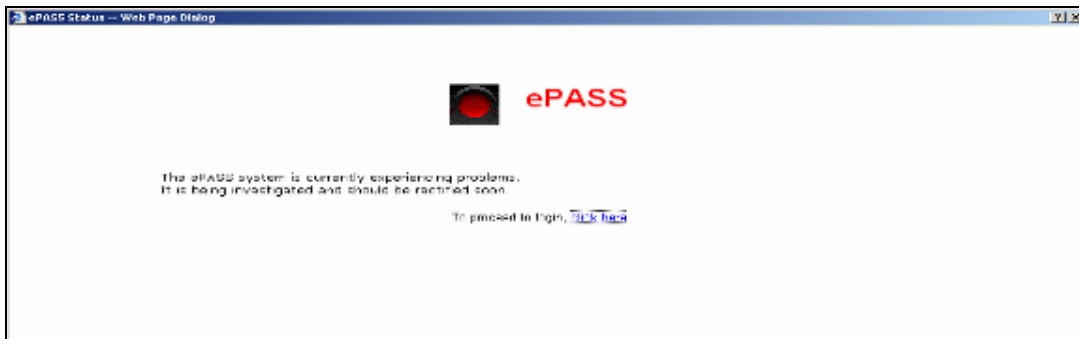 ePASS Status -- Web Page Dialog
ePASS
The ePASS system is currently experiencing problems.
It is being investigated and should be rectified soon.
To proceed to login, click here